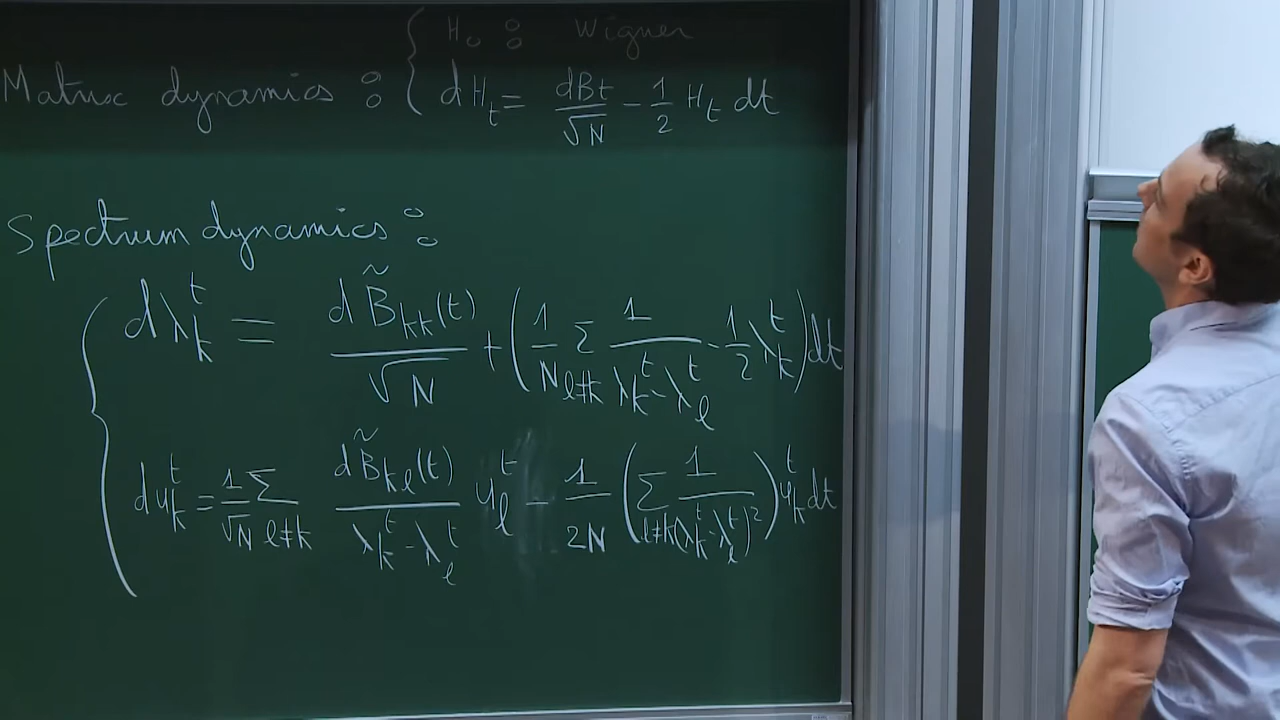 H₀ : Wigner
Matrix dynamics : { dH_t = dB_t/√N - 1/2 H_t dt
Spectrum dynamics :
dλ_k^t = dB̃_kk(t)/√N + (1/N Σ_{l≠k} 1/(λ_k^t - λ_l^t) - 1/2 λ_k^t) dt
du_k^t = 1/√N Σ_{l≠k} dB̃_kl(t)/(λ_k^t - λ_l^t) u_l^t - 1/2N (Σ_{l≠k} 1/(λ_k^t - λ_l^t)²) u_k^t dt